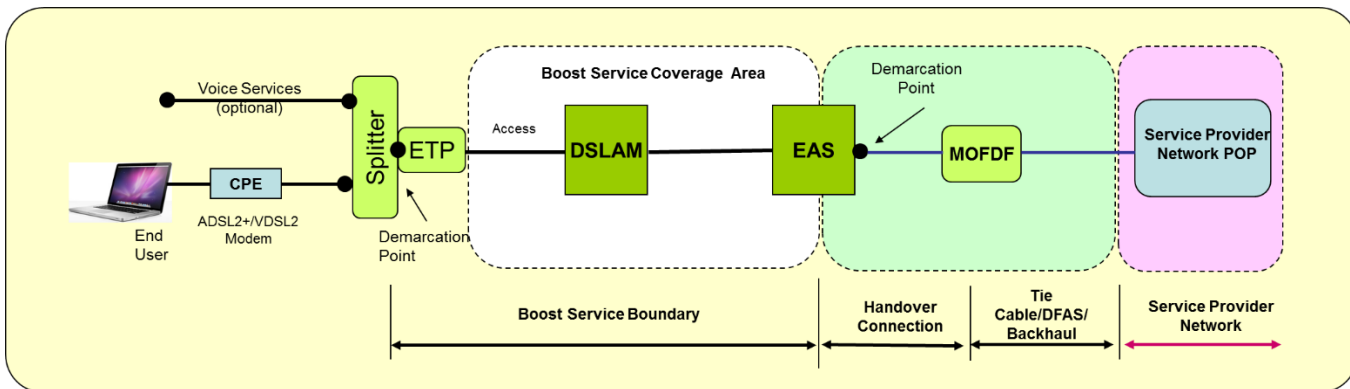 Voice Services
(optional)
Splitter
ETP
CPE
ADSL2+/VDSL2
Modem
End
User
Demarcation
Point
Boost Service Coverage Area
Access
DSLAM
EAS
Demarcation
Point
MOFDF
Service Provider
Network POP
Boost Service Boundary
Handover
Connection
Tie
Cable/DFAS/
Backhaul
Service Provider
Network